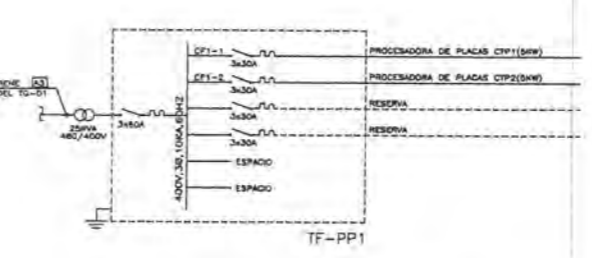 CF1-1
3x30A
PROCESADORA DE PLACAS CTP1(5KW)
CF1-2
3x30A
PROCESADORA DE PLACAS CTP2(5KW)
A3
DEL TG-01
25KVA
460/400V
3x60A
400V,3Ø,10KA,60HZ
3x30A
RESERVA
3x30A
RESERVA
ESPACIO
ESPACIO
TF-PP1